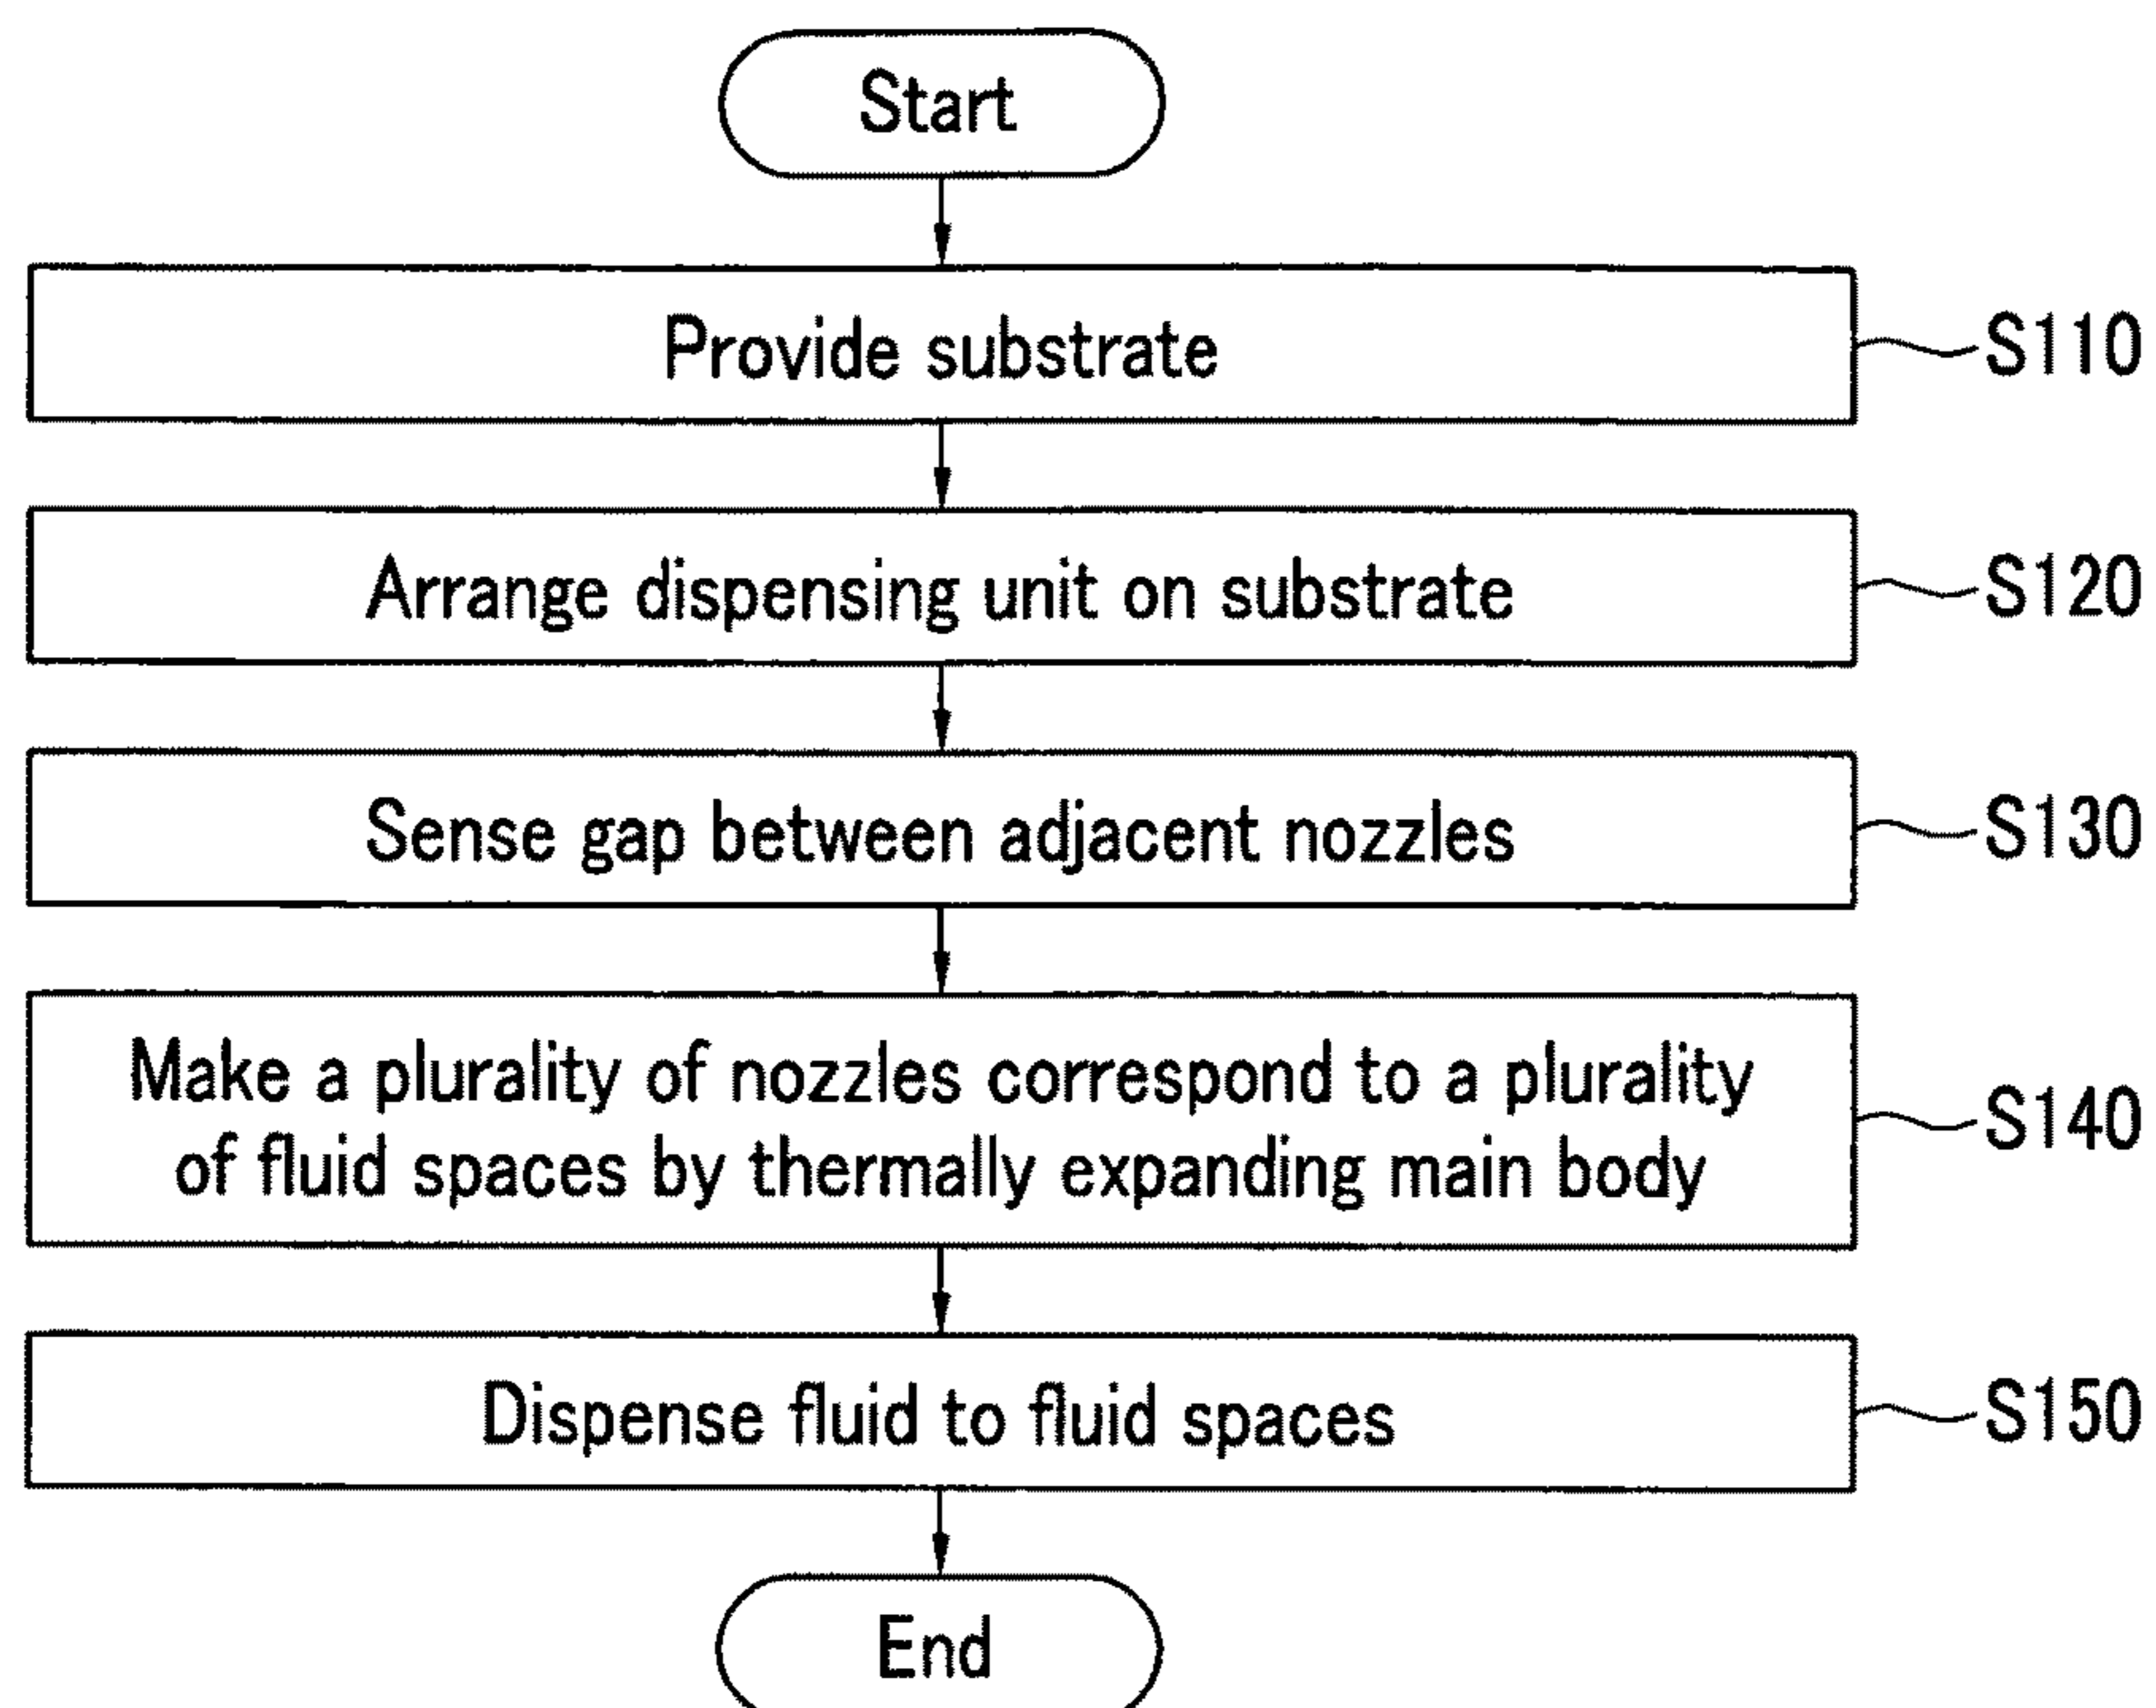 Start
Provide substrate
S110
Arrange dispensing unit on substrate
S120
Sense gap between adjacent nozzles
S130
Make a plurality of nozzles correspond to a plurality
of fluid spaces by thermally expanding main body
S140
Dispense fluid to fluid spaces
S150
End